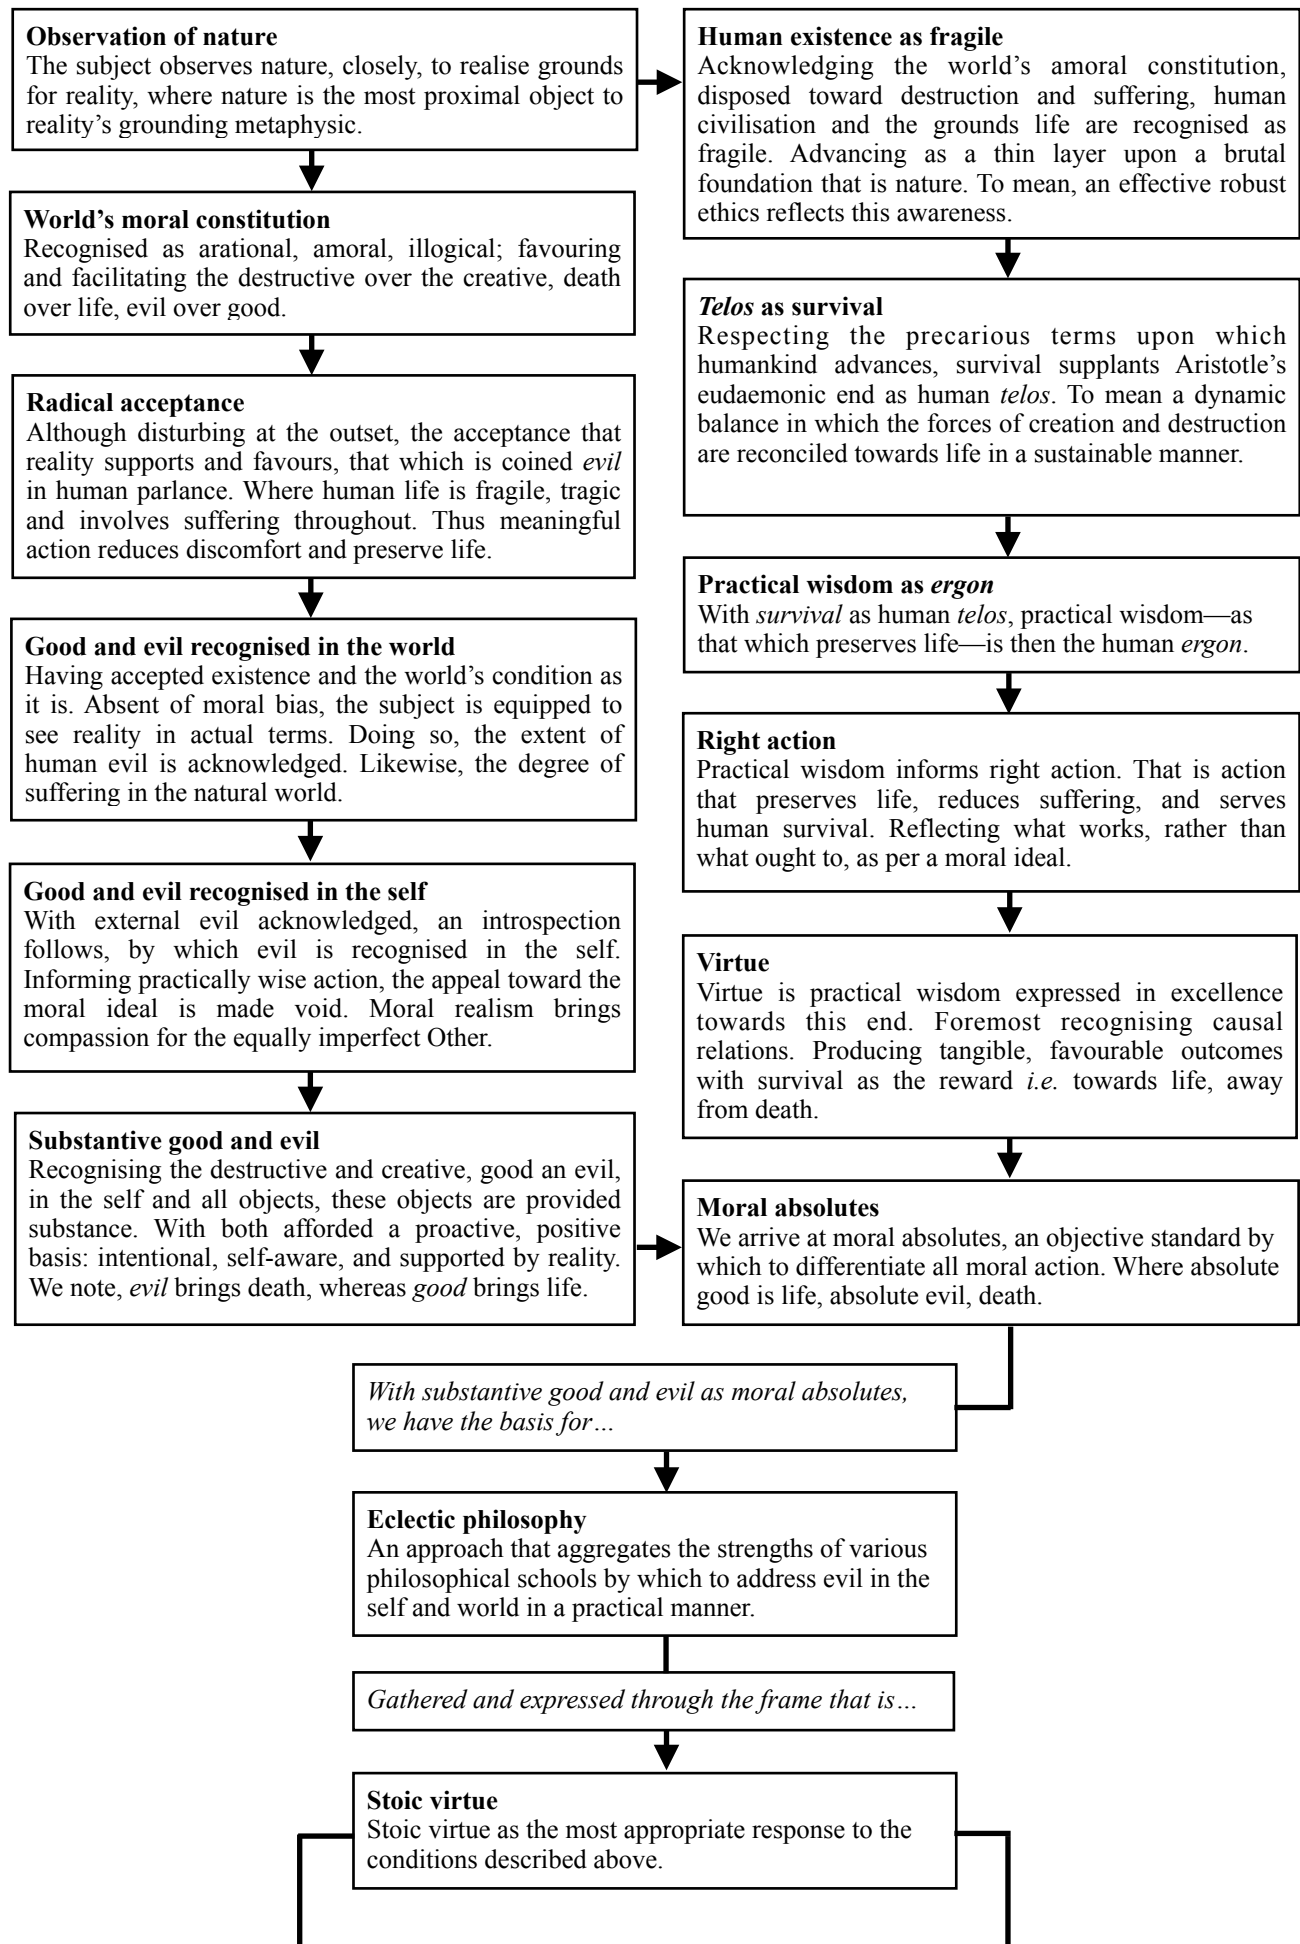 Observation of nature
The subject observes nature, closely, to realise grounds
for reality, where nature is the most proximal object to
reality’s grounding metaphysic.
World’s moral constitution
Recognised as arational, amoral, illogical; favouring
and facilitating the destructive over the creative, death
over life, evil over good.
Radical acceptance
Although disturbing at the outset, the acceptance that
reality supports and favours, that which is coined evil
in human parlance. Where human life is fragile, tragic
and involves suffering throughout. Thus meaningful
action reduces discomfort and preserve life.
Good and evil recognised in the world
Having accepted existence and the world’s condition as
it is. Absent of moral bias, the subject is equipped to
see reality in actual terms. Doing so, the extent of
human evil is acknowledged. Likewise, the degree of
suffering in the natural world.
Good and evil recognised in the self
With external evil acknowledged, an introspection
follows, by which evil is recognised in the self.
Informing practically wise action, the appeal toward the
moral ideal is made void. Moral realism brings
compassion for the equally imperfect Other.
Substantive good and evil
Recognising the destructive and creative, good an evil,
in the self and all objects, these objects are provided
substance. With both afforded a proactive, positive
basis: intentional, self-aware, and supported by reality.
We note, evil brings death, whereas good brings life.
Human existence as fragile
Acknowledging the world’s amoral constitution,
disposed toward destruction and suffering, human
civilisation and the grounds life are recognised as
fragile. Advancing as a thin layer upon a brutal
foundation that is nature. To mean, an effective robust
ethics reflects this awareness.
Telos as survival
Respecting the precarious terms upon which
humankind advances, survival supplants Aristotle’s
eudaemonic end as human telos. To mean a dynamic
balance in which the forces of creation and destruction
are reconciled towards life in a sustainable manner.
Practical wisdom as ergon
With survival as human telos, practical wisdom—as
that which preserves life—is then the human ergon.
Right action
Practical wisdom informs right action. That is action
that preserves life, reduces suffering, and serves
human survival. Reflecting what works, rather than
what ought to, as per a moral ideal.
Virtue
Virtue is practical wisdom expressed in excellence
towards this end. Foremost recognising causal
relations. Producing tangible, favourable outcomes
with survival as the reward i.e. towards life, away
from death.
Moral absolutes
We arrive at moral absolutes, an objective standard by
which to differentiate all moral action. Where absolute
good is life, absolute evil, death.
With substantive good and evil as moral absolutes,
we have the basis for…
Eclectic philosophy
An approach that aggregates the strengths of various
philosophical schools by which to address evil in the
self and world in a practical manner.
Gathered and expressed through the frame that is…
Stoic virtue
Stoic virtue as the most appropriate response to the
conditions described above.